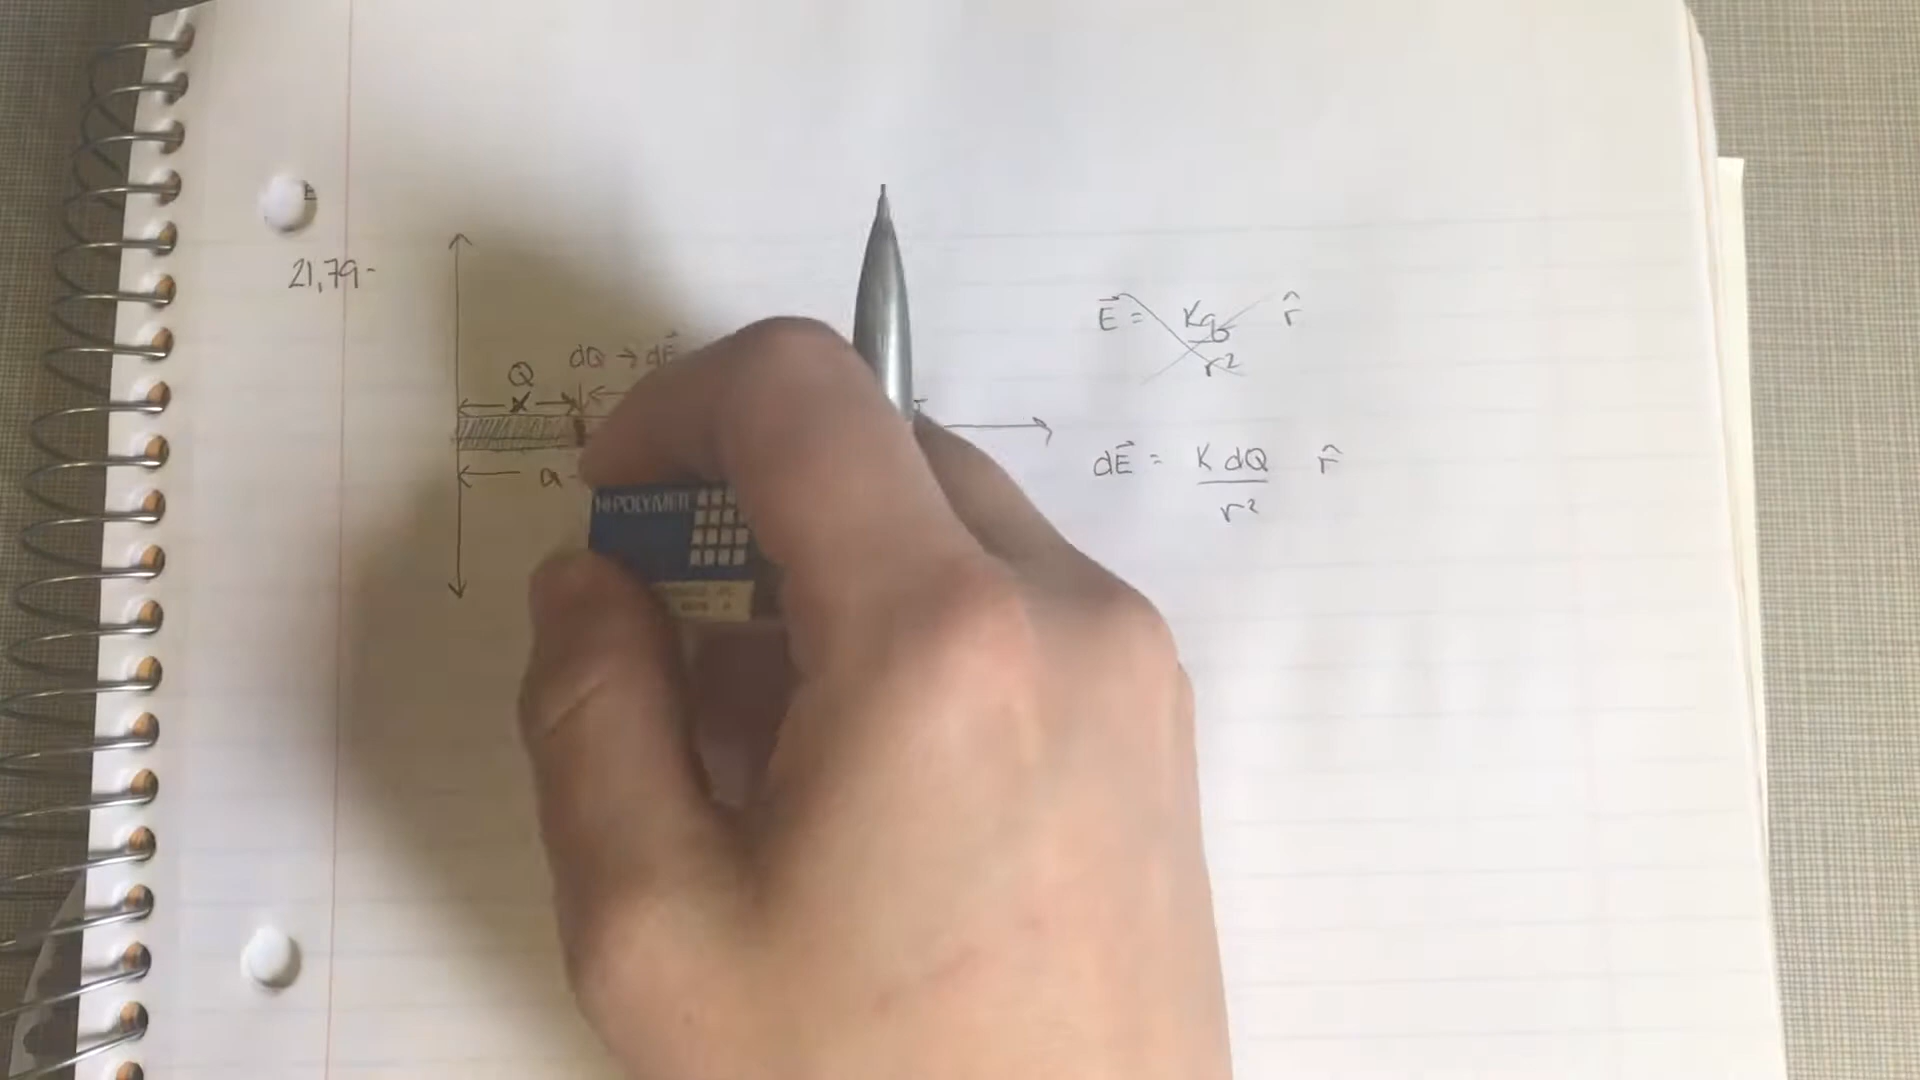 21,79-
Q
dQ → dE⃗
x
a
E⃗ = Kq r̂
r²
dE⃗ = K dQ r̂
r²
HI-POLYMER